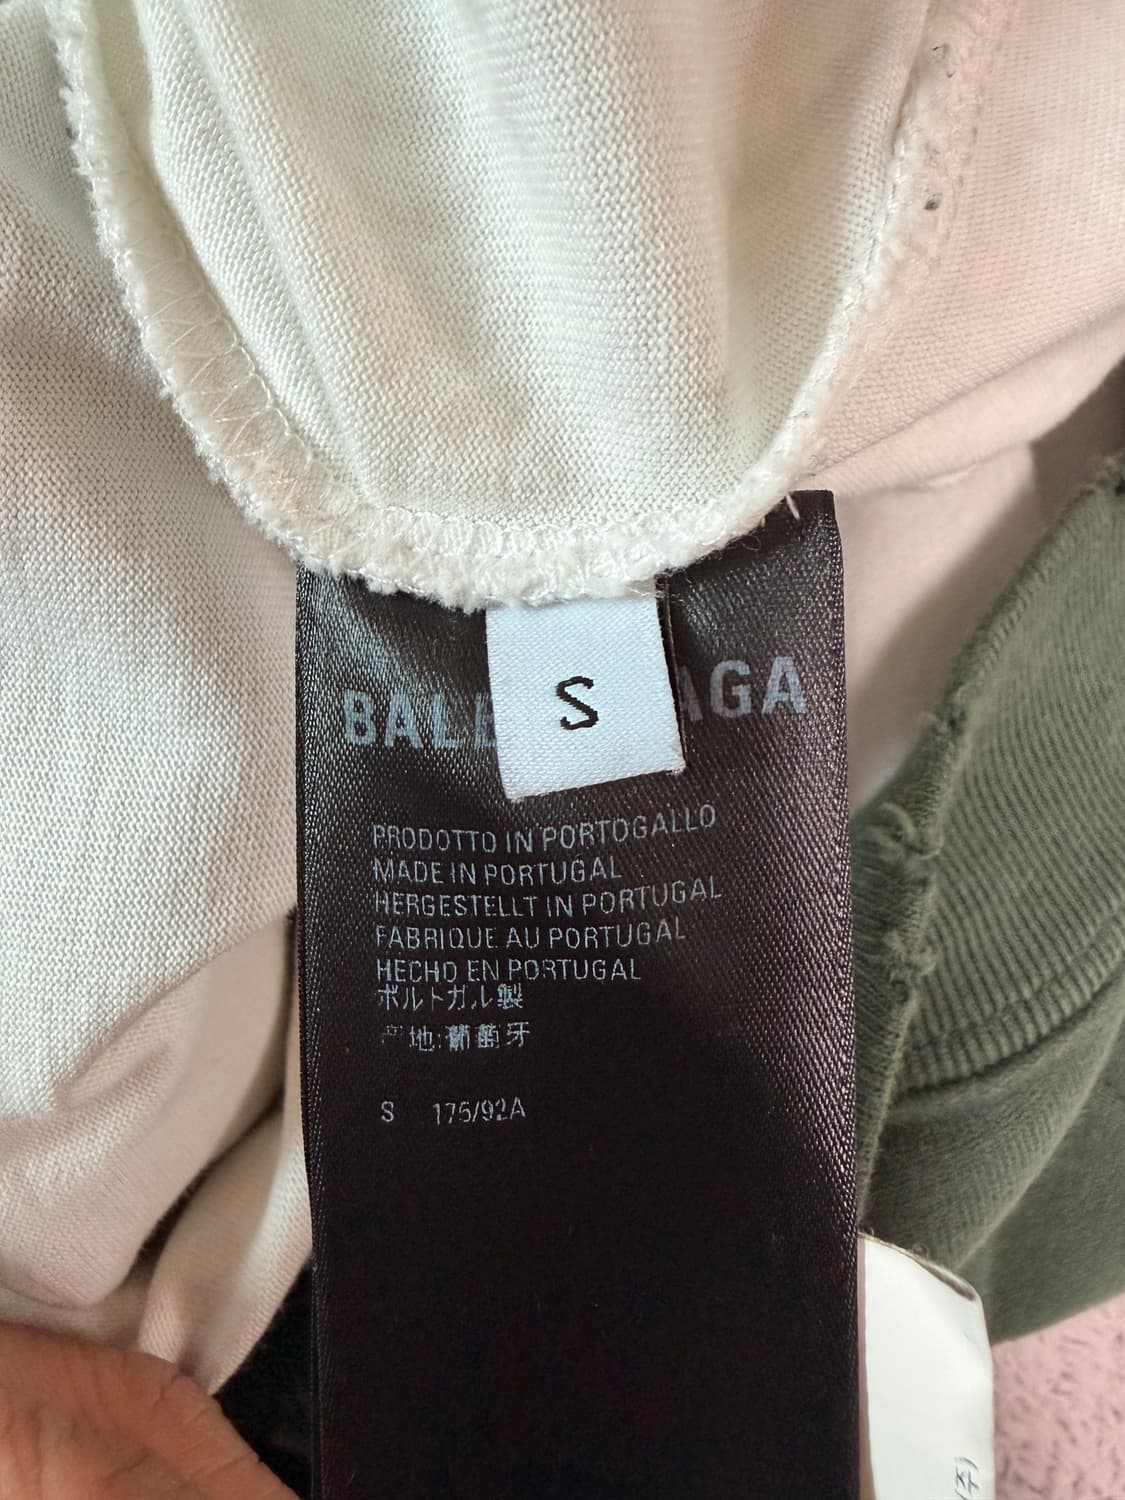 BALE AGA
S
PRODOTTO IN PORTOGALLO
MADE IN PORTUGAL
HERGESTELLT IN PORTUGAL
FABRIQUE AU PORTUGAL
HECHO EN PORTUGAL
ポルトガル製
产地:葡萄牙
S 175/92A